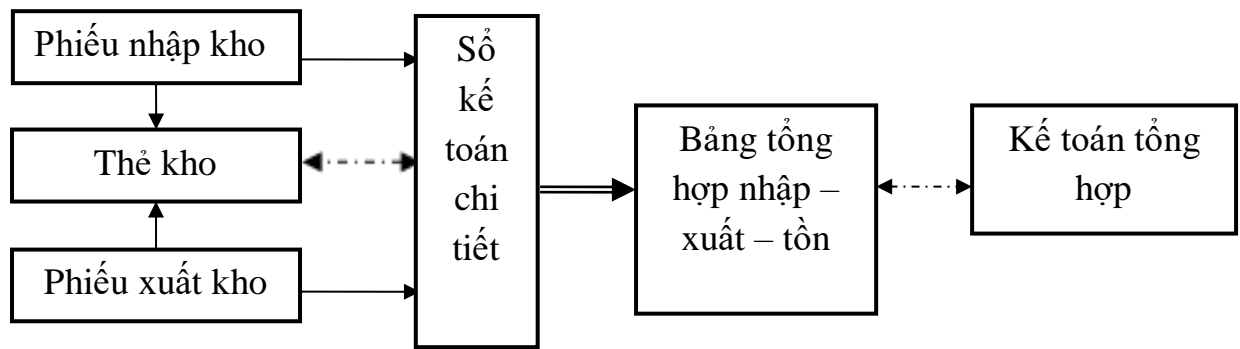 Phiếu nhập kho
Thẻ kho
Phiếu xuất kho
Sổ
kế
toán
chi
tiết
Bảng tổng
hợp nhập –
xuất – tồn
Kế toán tổng
hợp